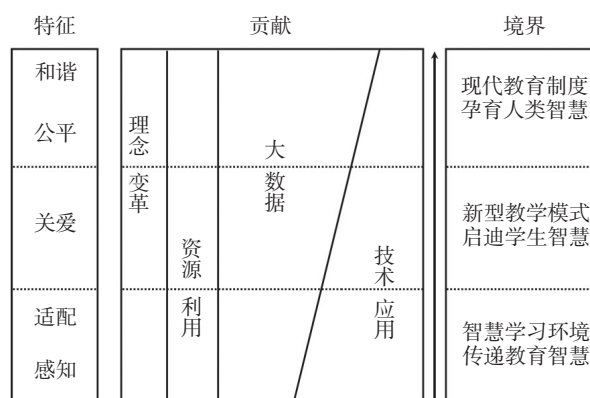 特征 贡献 境界
和谐
公平
关爱
适配
感知
理念变革
资源利用
大数据
技术应用
现代教育制度
孕育人类智慧
新型教学模式
启迪学生智慧
智慧学习环境
传递教育智慧